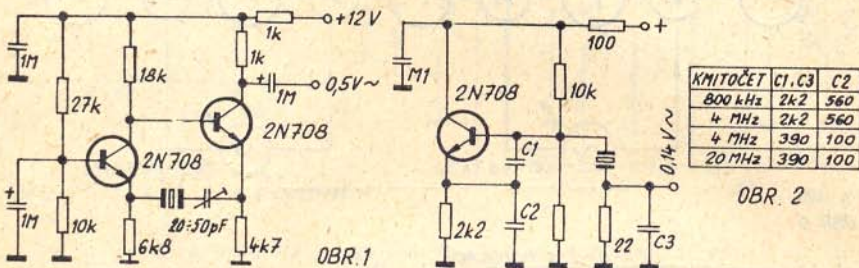 1k
+12V
1M
18k
1k
0,5V~
1M
27k
2N708
2N708
1M
10k
20÷50pF
6k8
4k7
OBR.1
100
+
M1
10k
2N708
C1
C2
2k2
22
C3
0,14V~
KMITOČET C1,C3 C2
800 kHz 2k2 560
4 MHz 2k2 560
4 MHz 390 100
20 MHz 390 100
OBR. 2